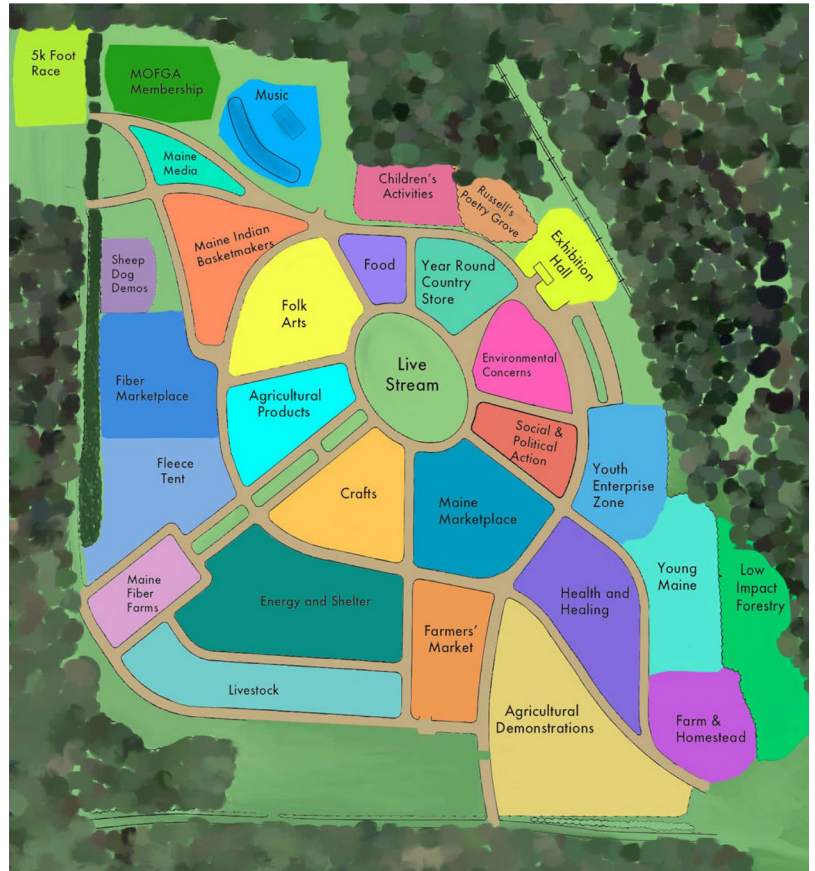 5k Foot
Race
MOFGA
Membership
Music
Maine
Media
Children's
Activities
Russell's
Poetry Grove
Maine Indian
Basketmakers
Exhibition
Hall
Sheep
Dog
Demos
Food
Year Round
Country
Store
Folk
Arts
Live
Stream
Environmental
Concerns
Fiber
Marketplace
Agricultural
Products
Social &
Political
Action
Fleece
Tent
Crafts
Maine
Marketplace
Youth
Enterprise
Zone
Maine
Fiber
Farms
Energy and Shelter
Farmers'
Market
Health and
Healing
Young
Maine
Low
Impact
Forestry
Livestock
Agricultural
Demonstrations
Farm &
Homestead